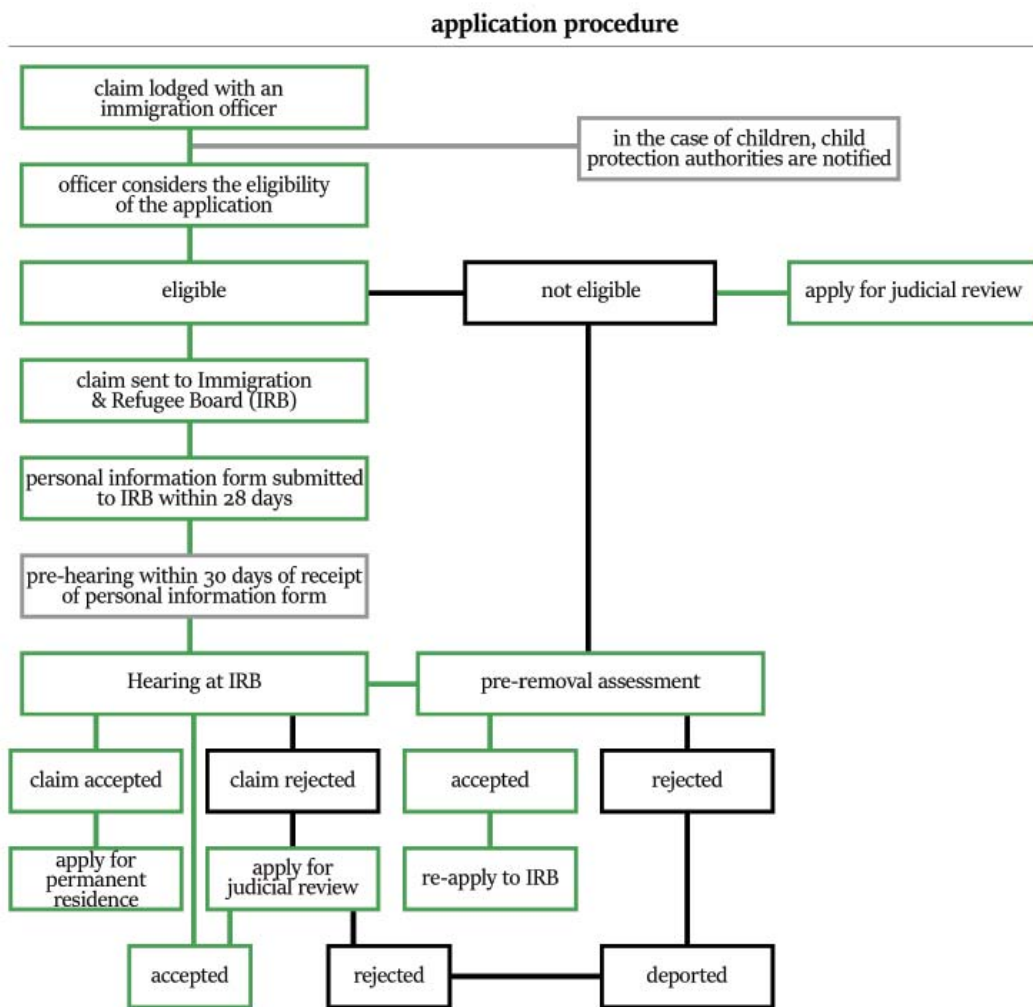 application procedure
claim lodged with an
immigration officer
in the case of children, child
protection authorities are notified
officer considers the eligibility
of the application
eligible
not eligible
apply for judicial review
claim sent to Immigration
& Refugee Board (IRB)
personal information form submitted
to IRB within 28 days
pre-hearing within 30 days of receipt
of personal information form
Hearing at IRB
pre-removal assessment
claim accepted
claim rejected
accepted
rejected
apply for
permanent
residence
apply for
judicial review
re-apply to IRB
accepted
rejected
deported